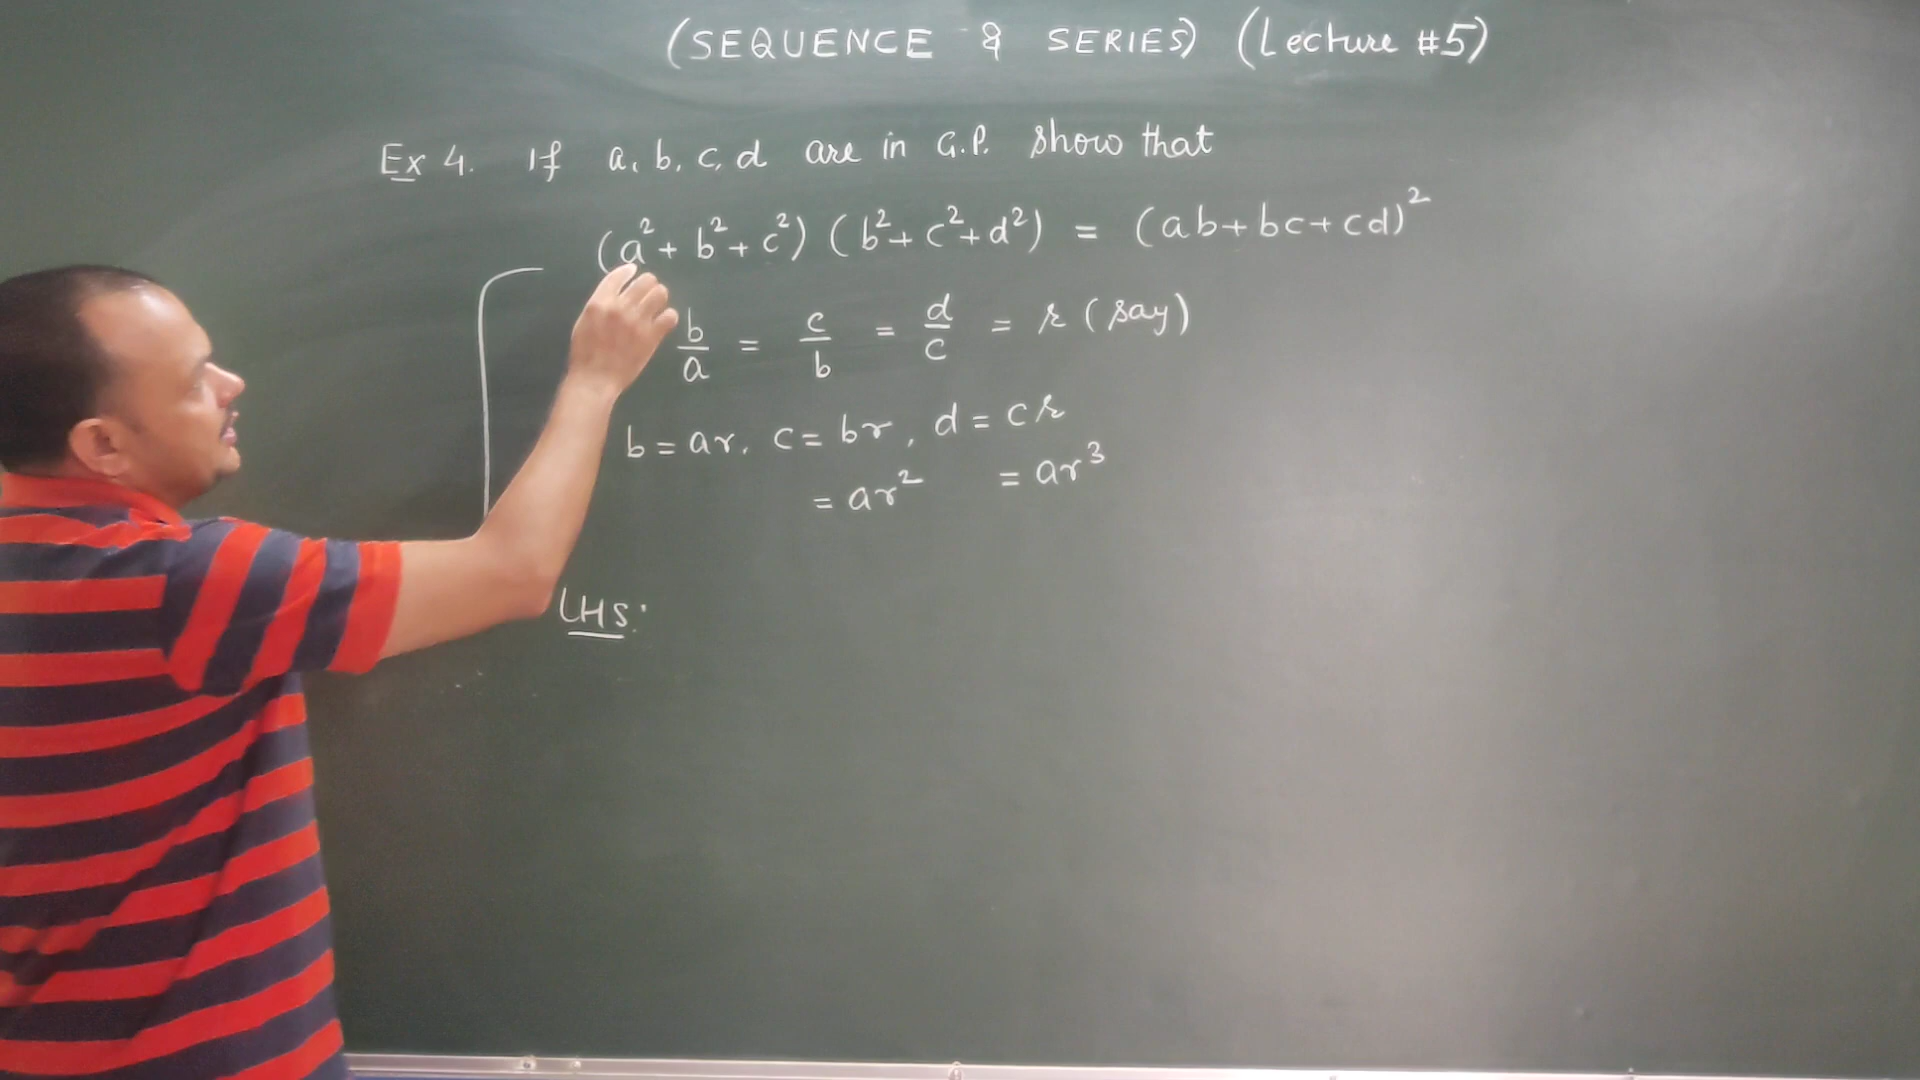 (SEQUENCE & SERIES) (Lecture #5)
Ex 4. If a, b, c, d are in G.P. show that
(a² + b² + c²) (b² + c² + d²) = (ab + bc + cd)²
b/a = c/b = d/c = r (say)
b = ar, c = br, d = cr
= ar² = ar³
LHS: